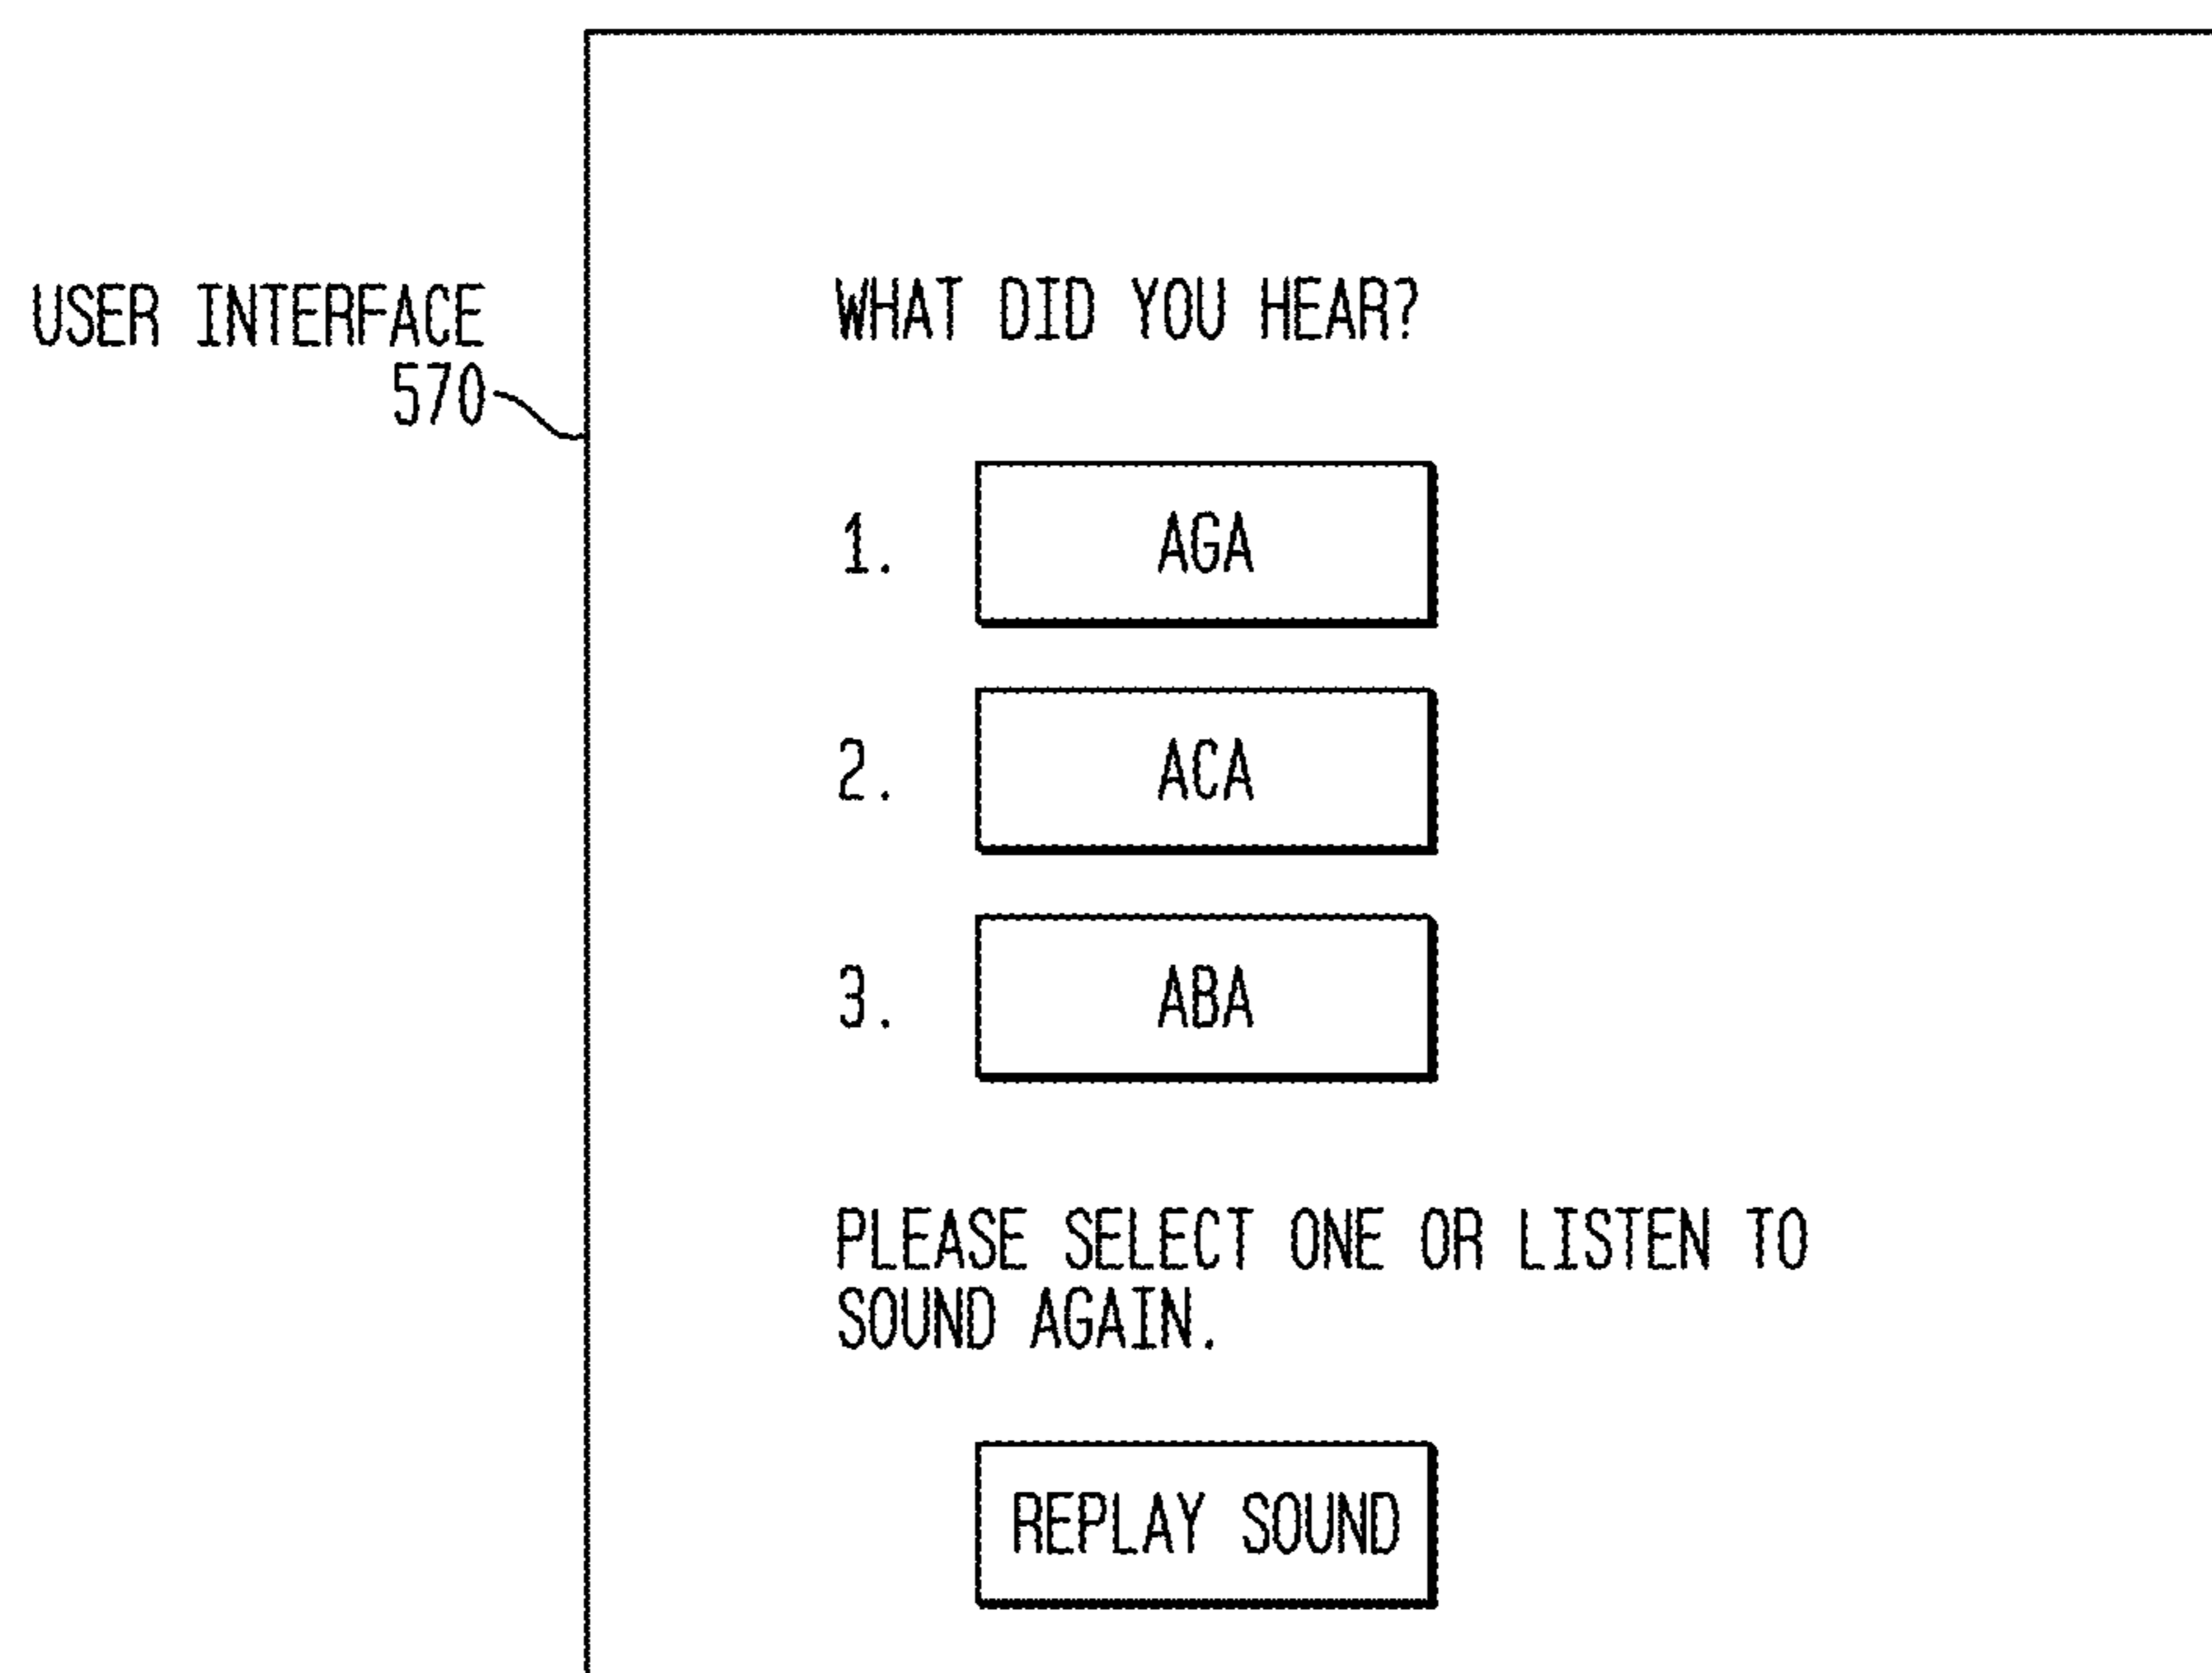 USER INTERFACE
570
WHAT DID YOU HEAR?
1. AGA
2. ACA
3. ABA
PLEASE SELECT ONE OR LISTEN TO
SOUND AGAIN.
REPLAY SOUND